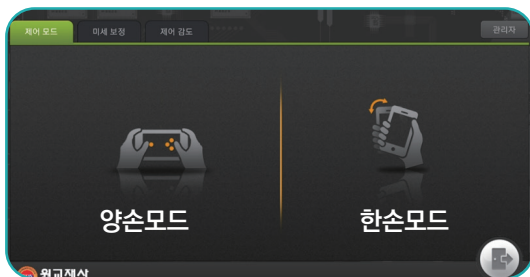 제어 모드
미세 보정
제어 감도
관리자
양손모드
한손모드